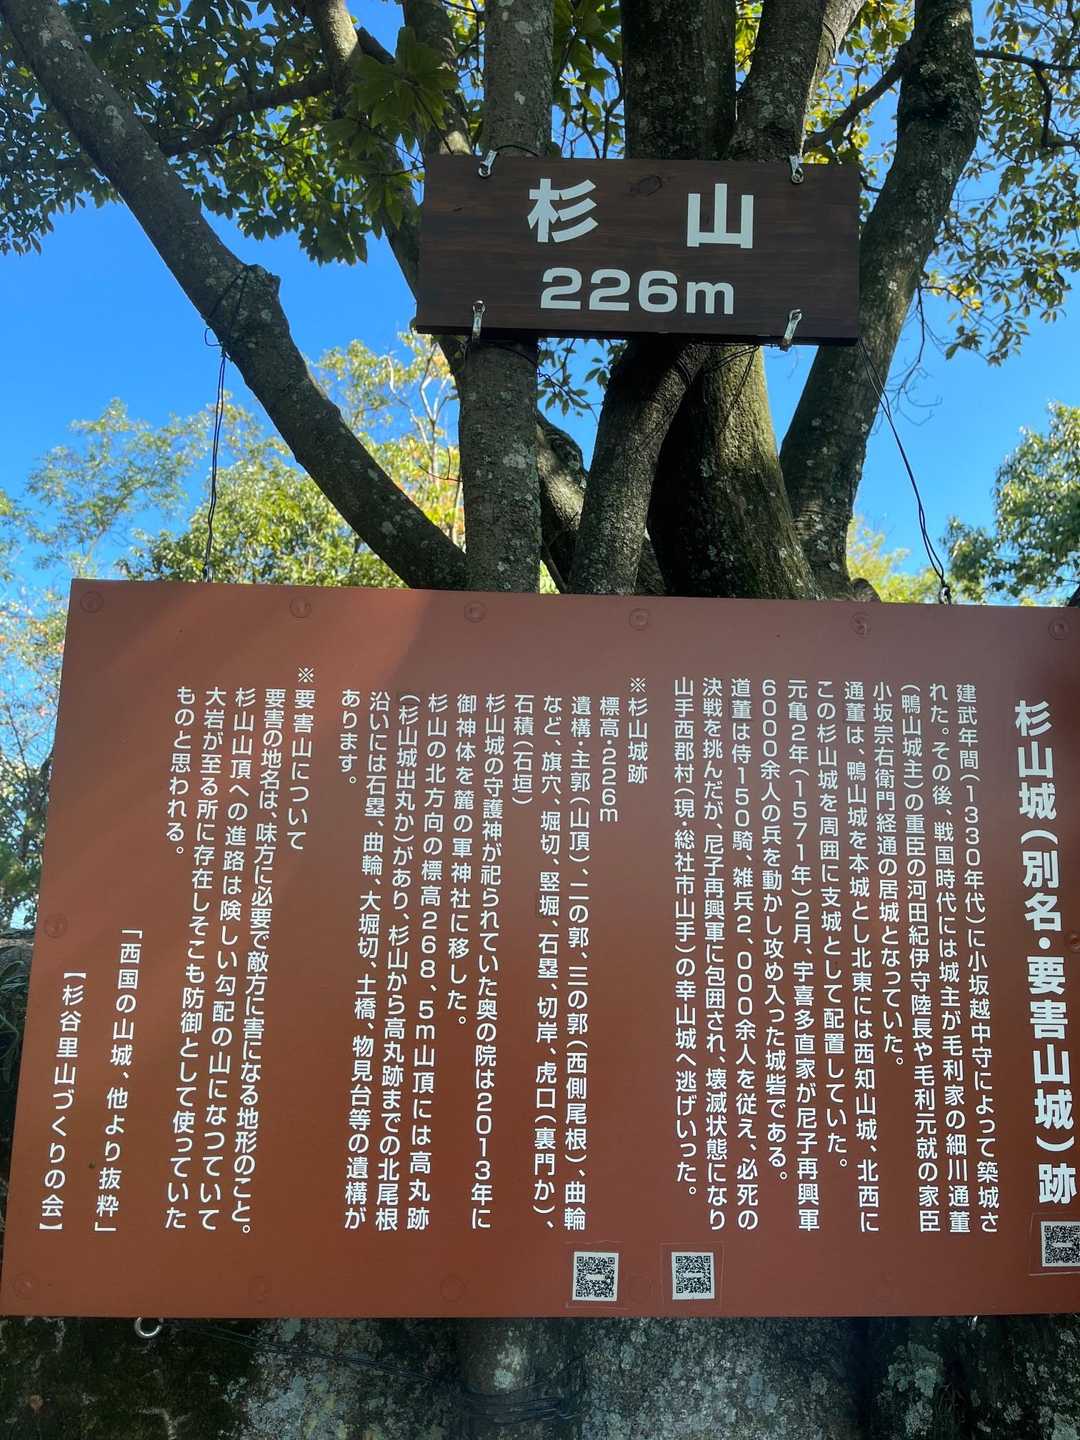 杉山
226m
杉山城(別名・要害山城)跡
建武年間(1330年代)に小坂越中守によって築城さ
れた。その後、戦国時代には城主が毛利家の細川通董
(鴨山城主)の重臣の河田紀伊守陸長や毛利元就の家臣
小坂宗右衛門経通の居城となっていた。
通董は、鴨山城を本城とし北東には西知山城、北西に
この杉山城を周囲に支城として配置していた。
元亀2年(1571年)2月、宇喜多直家が尼子再興軍
6000余人の兵を動かし攻め入った城砦である。
道董は侍150騎、雑兵2,000余人を従え、必死の
決戦を挑んだが、尼子再興軍に包囲され、壊滅状態になり
山手西郡村(現・総社市山手)の幸山城へ逃げいった。
※杉山城跡
標高・226m
遺構・主郭(山頂)、二の郭、三の郭(西側尾根)、曲輪
など、旗穴、堀切、竪堀、石塁、切岸、虎口(裏門か)、
石積(石垣)
杉山城の守護神が祀られていた奥の院は2013年に
御神体を麓の軍神社に移した。
杉山の北方向の標高268、5m山頂には高丸跡
(杉山城出丸か)があり、杉山から高丸跡までの北尾根
沿いには石塁、曲輪、大堀切、土橋、物見台等の遺構が
あります。
※要害山について
要害の地名は、味方に必要で敵方に害になる地形のこと。
杉山山頂への進路は険しい勾配の山になつていて
大岩が至る所に存在しそこも防御として使っていた
ものと思われる。
「西国の山城、他より抜粋」
【杉谷里山づくりの会】